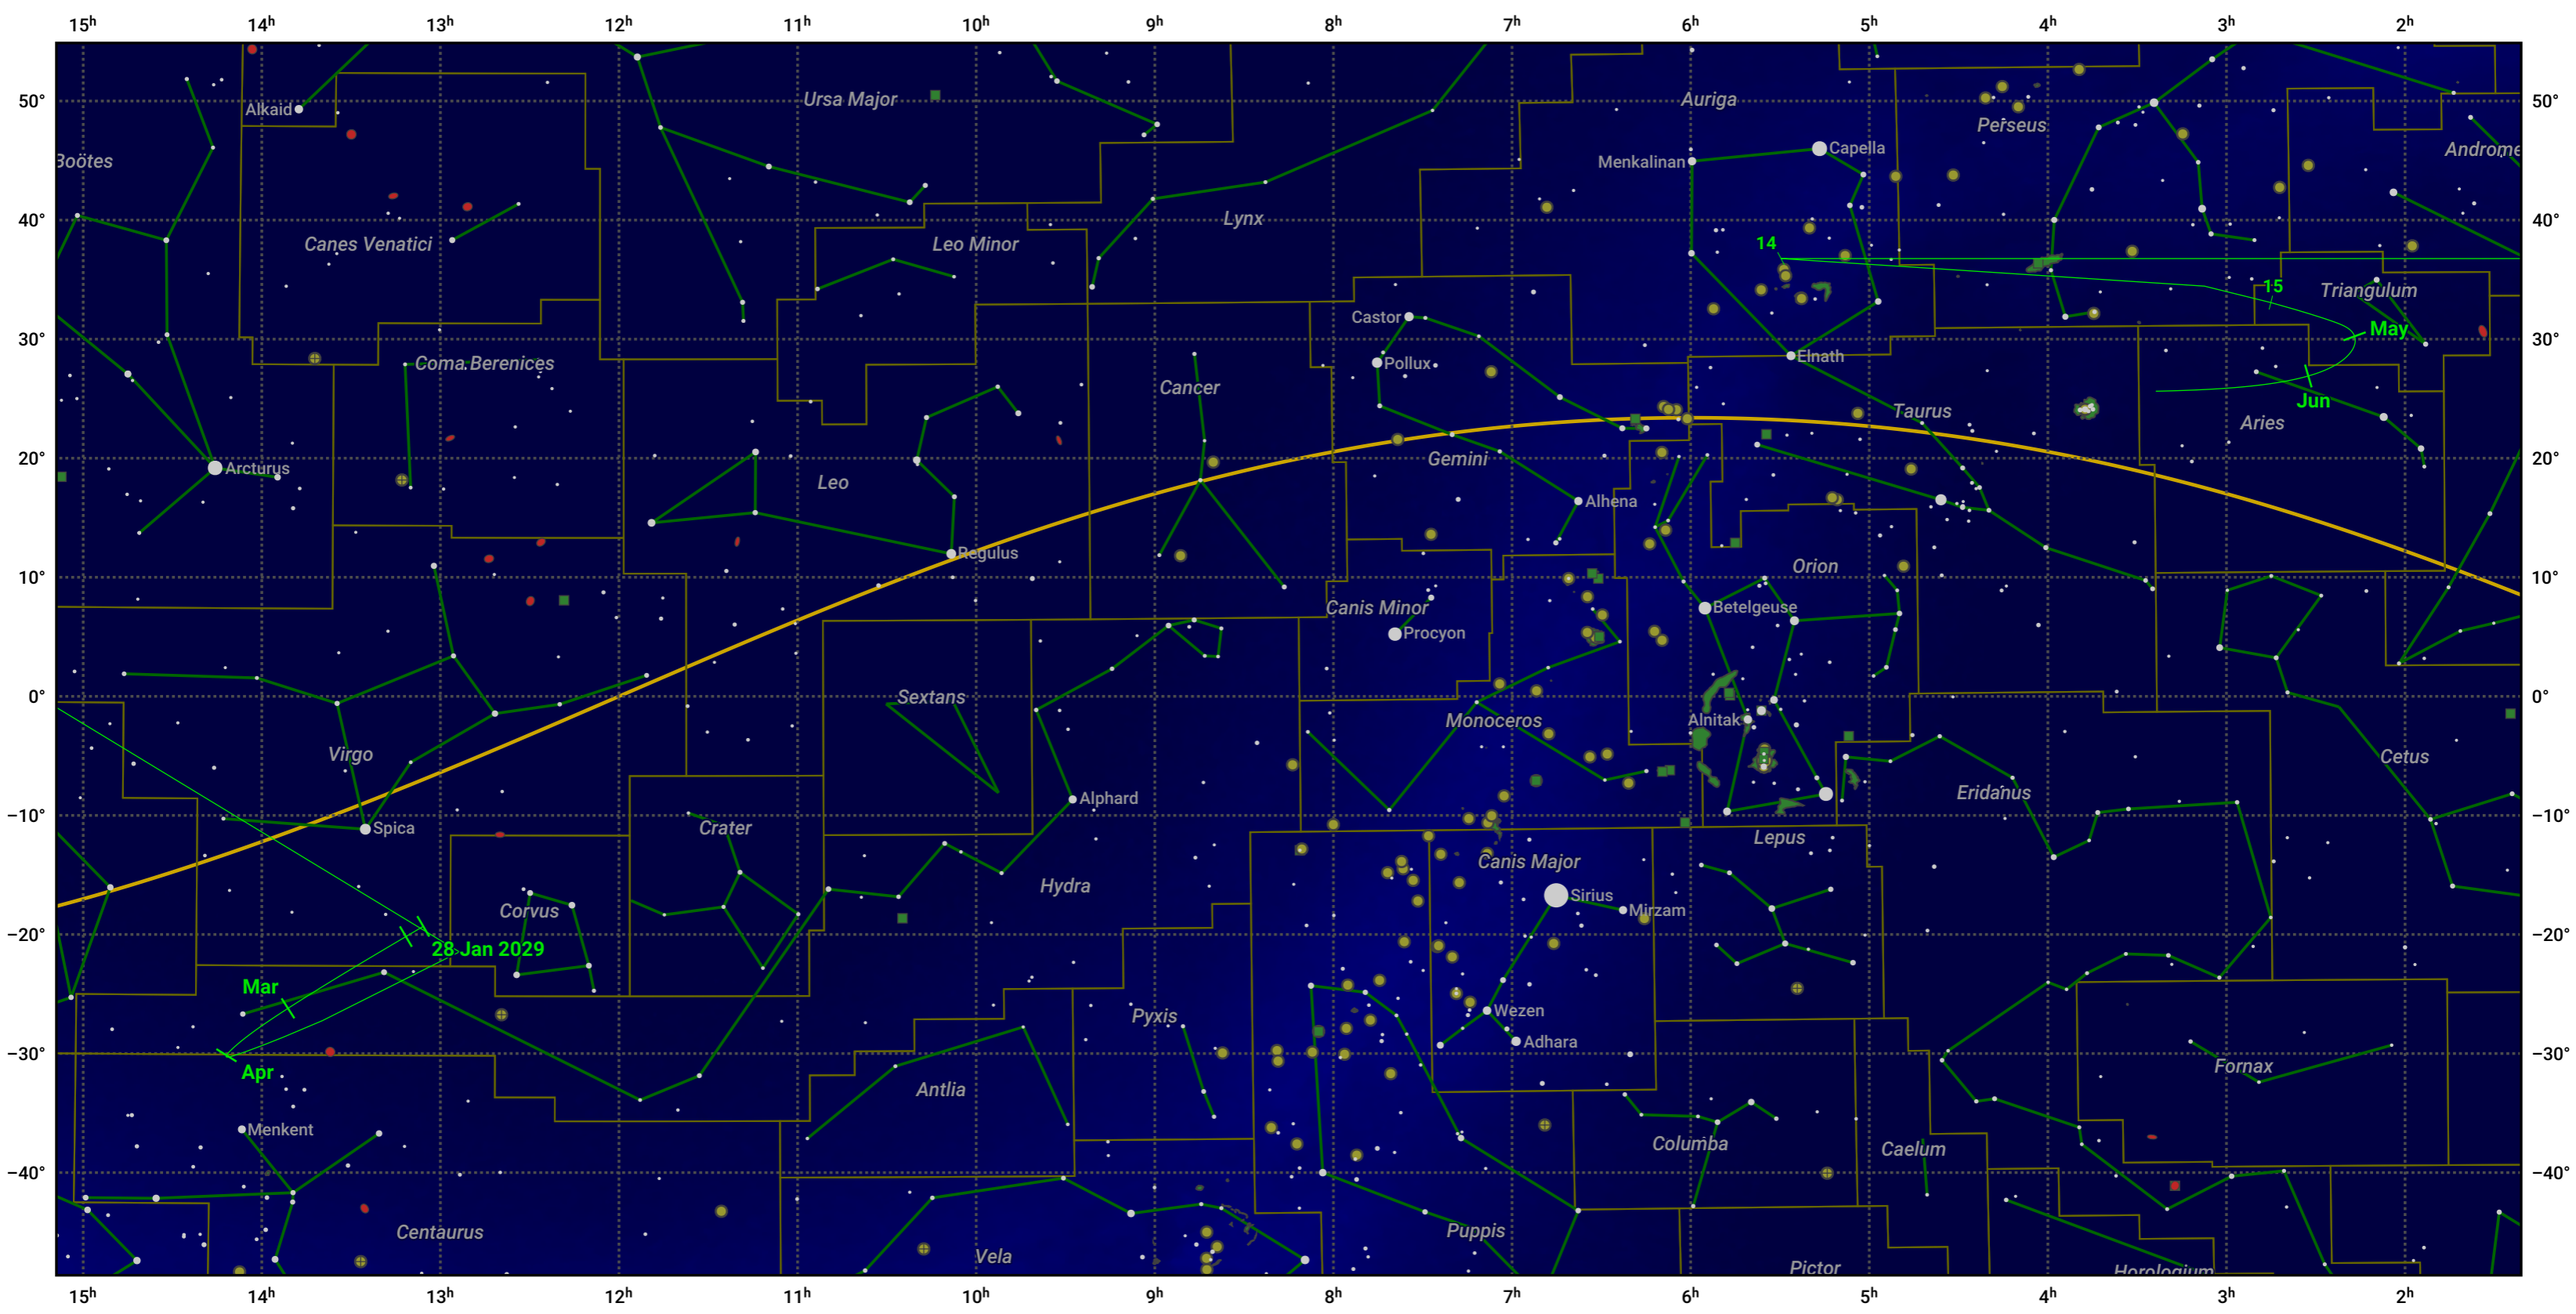 15h 14h 13h 12h 11h 10h 9h 8h 7h 6h 5h 4h 3h 2h
50° Alkaid Ursa Major Auriga Perseus 50°
Boötes Menkalinan Capella Androme
40° Canes Venatici Leo Minor Lynx 40°
14
15 Triangulum
30° Castor May 30°
Coma Berenices Cancer Pollux Elnath
Jun
Taurus Aries
20° Arcturus Leo Gemini 20°
Alhena
Regulus
10° Orion 10°
Canis Minor Betelgeuse
Procyon
0° Sextans 0°
Monoceros Alnitak
Virgo Cetus
Alphard Eridanus
−10° Spica Crater Lepus −10°
Canis Major
Hydra Sirius
Corvus Mirzam
−20° −20°
28 Jan 2029
Mar
Pyxis Wezen
−30° Adhara −30°
Apr Antlia Fornax
Menkent Columba Caelum
−40° −40°
Centaurus Puppis
Vela Pictor Horologium
15h 14h 13h 12h 11h 10h 9h 8h 7h 6h 5h 4h 3h 2h